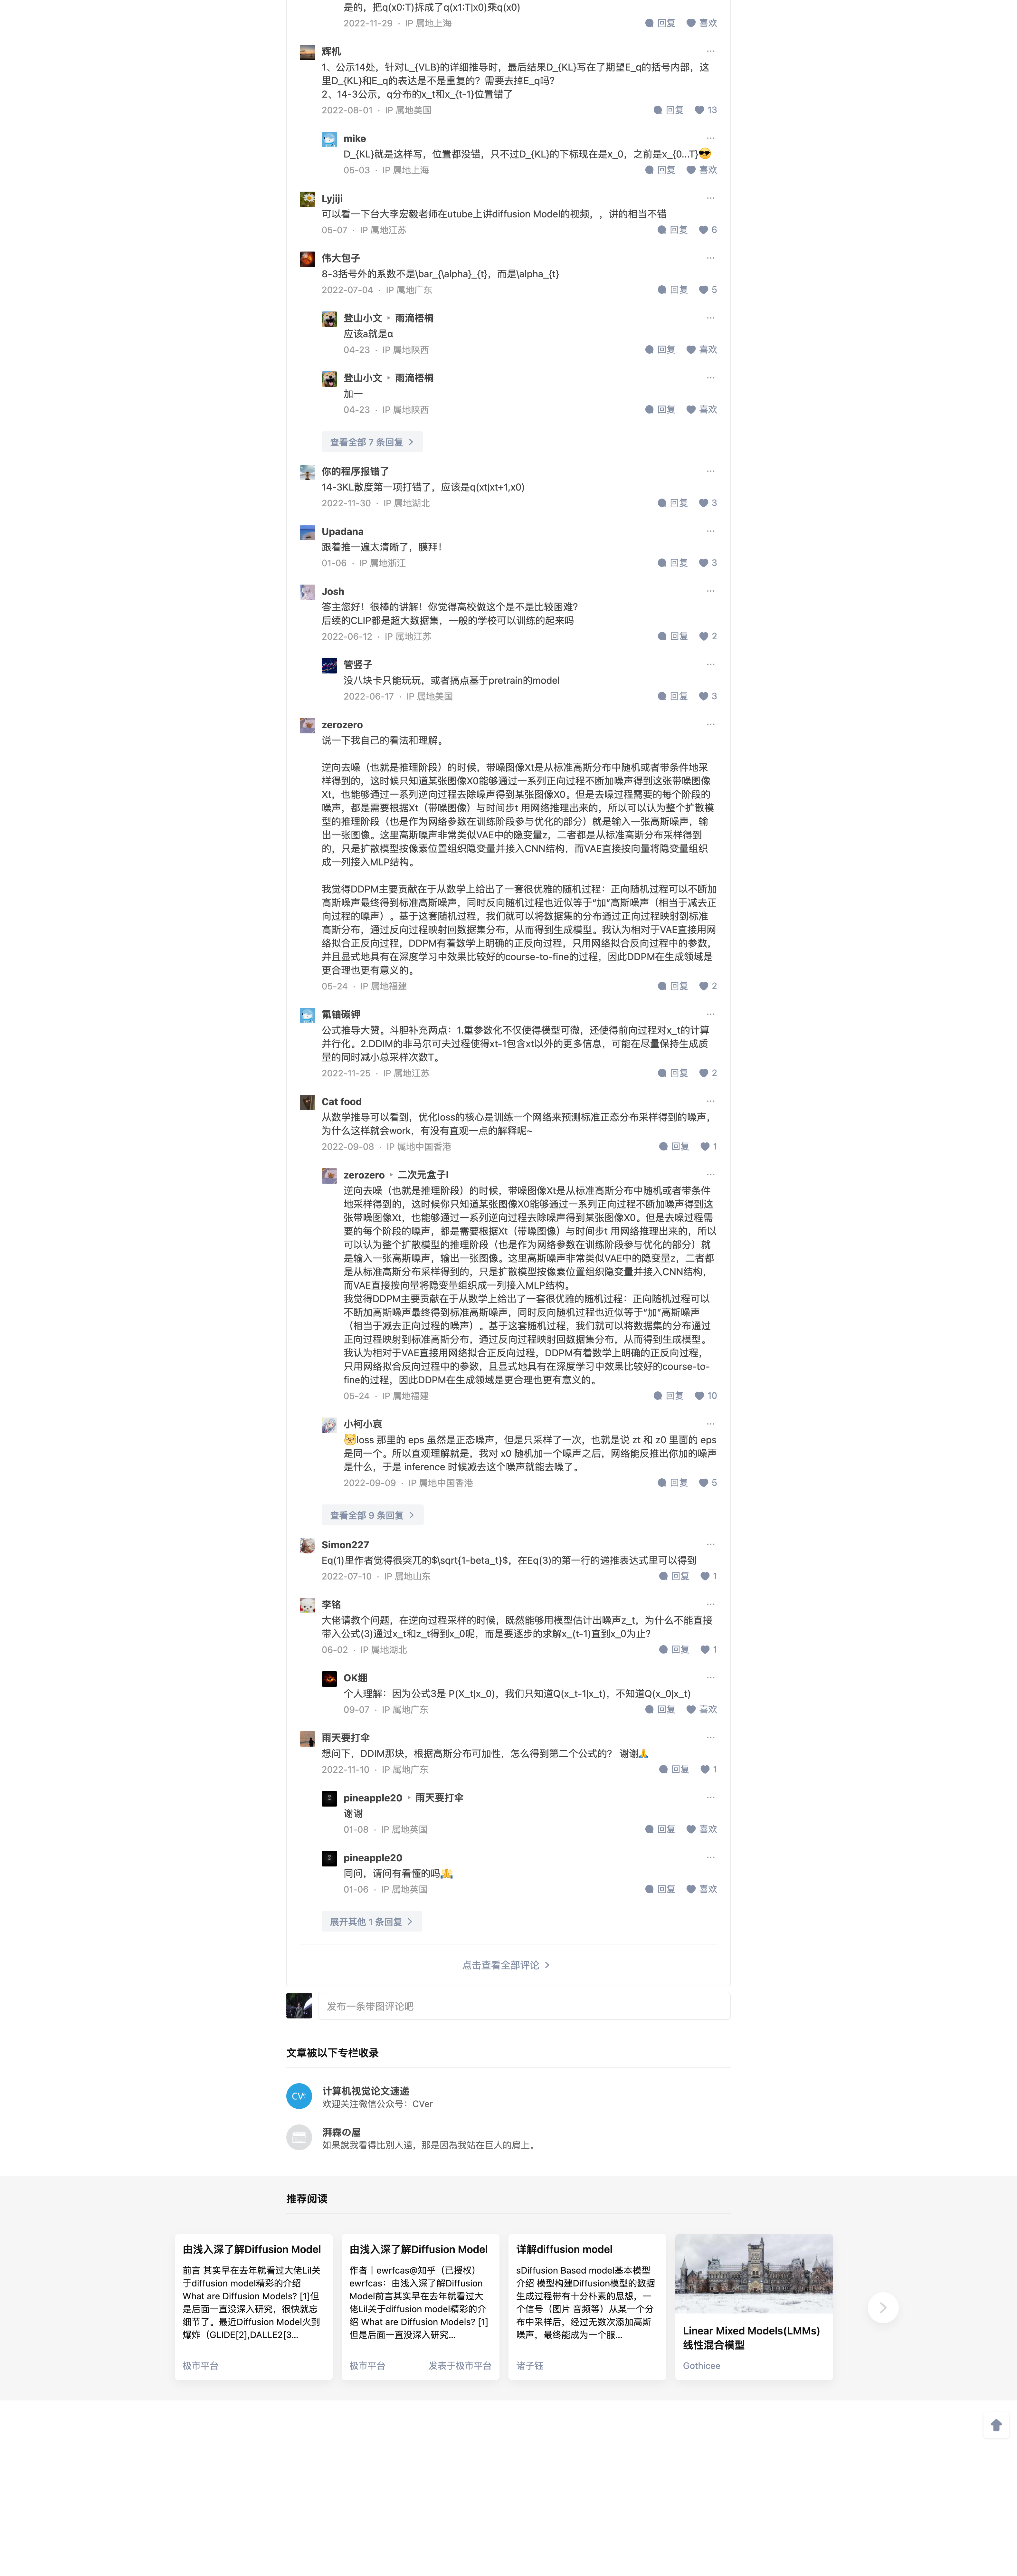 是的，把q(x0:T)拆成了q(x1:T|x0)乘q(x0)
2022-11-29 · IP 属地上海 回复 喜欢
辉机
1、公示14处，针对L_{VLB}的详细推导时，最后结果D_{KL}写在了期望E_q的括号内部，这
里D_{KL}和E_q的表达是不是重复的？需要去掉E_q吗？
2、14-3公示，q分布的x_t和x_{t-1}位置错了
2022-08-01 · IP 属地美国 回复 13
mike
D_{KL}就是这样写，位置都没错，只不过D_{KL}的下标现在是x_0，之前是x_{0...T}😎
05-03 · IP 属地上海 回复 喜欢
Lyjiji
可以看一下台大李宏毅老师在utube上讲diffusion Model的视频，，讲的相当不错
05-07 · IP 属地江苏 回复 6
伟大包子
8-3括号外的系数不是\bar_{\alpha}_{t}，而是\alpha_{t}
2022-07-04 · IP 属地广东 回复 5
登山小文 ▸ 雨滴梧桐
应该a就是α
04-23 · IP 属地陕西 回复 喜欢
登山小文 ▸ 雨滴梧桐
加一
04-23 · IP 属地陕西 回复 喜欢
查看全部 7 条回复 >
你的程序报错了
14-3KL散度第一项打错了，应该是q(xt|xt+1,x0)
2022-11-30 · IP 属地湖北 回复 3
Upadana
跟着推一遍太清晰了，膜拜！
01-06 · IP 属地浙江 回复 3
Josh
答主您好！很棒的讲解！你觉得高校做这个是不是比较困难？
后续的CLIP都是超大数据集，一般的学校可以训练的起来吗
2022-06-12 · IP 属地江苏 回复 2
管竖子
没八块卡只能玩玩，或者搞点基于pretrain的model
2022-06-17 · IP 属地美国 回复 3
zerozero
说一下我自己的看法和理解。
逆向去噪（也就是推理阶段）的时候，带噪图像Xt是从标准高斯分布中随机或者带条件地采
样得到的，这时候只知道某张图像X0能够通过一系列正向过程不断加噪声得到这张带噪图像
Xt，也能够通过一系列逆向过程去除噪声得到某张图像X0。但是去噪过程需要的每个阶段的
噪声，都是需要根据Xt（带噪图像）与时间步t 用网络推理出来的，所以可以认为整个扩散模
型的推理阶段（也是作为网络参数在训练阶段参与优化的部分）就是输入一张高斯噪声，输
出一张图像。这里高斯噪声非常类似VAE中的隐变量z，二者都是从标准高斯分布采样得到
的，只是扩散模型按像素位置组织隐变量并接入CNN结构，而VAE直接按向量将隐变量组织
成一列接入MLP结构。
我觉得DDPM主要贡献在于从数学上给出了一套很优雅的随机过程：正向随机过程可以不断加
高斯噪声最终得到标准高斯噪声，同时反向随机过程也近似等于“加”高斯噪声（相当于减去正
向过程的噪声）。基于这套随机过程，我们就可以将数据集的分布通过正向过程映射到标准
高斯分布，通过反向过程映射回数据集分布，从而得到生成模型。我认为相对于VAE直接用网
络拟合正反向过程，DDPM有着数学上明确的正反向过程，只用网络拟合反向过程中的参数，
并且显式地具有在深度学习中效果比较好的course-to-fine的过程，因此DDPM在生成领域是
更合理也更有意义的。
05-24 · IP 属地福建 回复 2
氟铀碳钾
公式推导大赞。斗胆补充两点：1.重参数化不仅使得模型可微，还使得前向过程对x_t的计算
并行化。2.DDIM的非马尔可夫过程使得xt-1包含xt以外的更多信息，可能在尽量保持生成质
量的同时减小总采样次数T。
2022-11-25 · IP 属地江苏 回复 2
Cat food
从数学推导可以看到，优化loss的核心是训练一个网络来预测标准正态分布采样得到的噪声，
为什么这样就会work，有没有直观一点的解释呢~
2022-09-08 · IP 属地中国香港 回复 1
zerozero ▸ 二次元盒子l
逆向去噪（也就是推理阶段）的时候，带噪图像Xt是从标准高斯分布中随机或者带条件
地采样得到的，这时候你只知道某张图像X0能够通过一系列正向过程不断加噪声得到这
张带噪图像Xt，也能够通过一系列逆向过程去除噪声得到某张图像X0。但是去噪过程需
要的每个阶段的噪声，都是需要根据Xt（带噪图像）与时间步t 用网络推理出来的，所以
可以认为整个扩散模型的推理阶段（也是作为网络参数在训练阶段参与优化的部分）就
是输入一张高斯噪声，输出一张图像。这里高斯噪声非常类似VAE中的隐变量z，二者都
是从标准高斯分布采样得到的，只是扩散模型按像素位置组织隐变量并接入CNN结构，
而VAE直接按向量将隐变量组织成一列接入MLP结构。
我觉得DDPM主要贡献在于从数学上给出了一套很优雅的随机过程：正向随机过程可以
不断加高斯噪声最终得到标准高斯噪声，同时反向随机过程也近似等于“加”高斯噪声
（相当于减去正向过程的噪声）。基于这套随机过程，我们就可以将数据集的分布通过
正向过程映射到标准高斯分布，通过反向过程映射回数据集分布，从而得到生成模型。
我认为相对于VAE直接用网络拟合正反向过程，DDPM有着数学上明确的正反向过程，
只用网络拟合反向过程中的参数，且显式地具有在深度学习中效果比较好的course-to-
fine的过程，因此DDPM在生成领域是更合理也更有意义的。
05-24 · IP 属地福建 回复 10
小柯小哀
loss 那里的 eps 虽然是正态噪声，但是只采样了一次，也就是说 zt 和 z0 里面的 eps
是同一个。所以直观理解就是，我对 x0 随机加一个噪声之后，网络能反推出你加的噪声
是什么，于是 inference 时候减去这个噪声就能去噪了。
2022-09-09 · IP 属地中国香港 回复 5
查看全部 9 条回复 >
Simon227
Eq(1)里作者觉得很突兀的$\sqrt{1-beta_t}$，在Eq(3)的第一行的递推表达式里可以得到
2022-07-10 · IP 属地山东 回复 1
李铭
大佬请教个问题，在逆向过程采样的时候，既然能够用模型估计出噪声z_t，为什么不能直接
带入公式(3)通过x_t和z_t得到x_0呢，而是要逐步的求解x_(t-1)直到x_0为止？
06-02 · IP 属地湖北 回复 1
OK绷
个人理解：因为公式3是 P(X_t|x_0)，我们只知道Q(x_t-1|x_t)，不知道Q(x_0|x_t)
09-07 · IP 属地广东 回复 喜欢
雨天要打伞
想问下，DDIM那块，根据高斯分布可加性，怎么得到第二个公式的？ 谢谢🙏
2022-11-10 · IP 属地广东 回复 1
pineapple20 ▸ 雨天要打伞
谢谢
01-08 · IP 属地英国 回复 喜欢
pineapple20
同问，请问有看懂的吗🙏
01-06 · IP 属地英国 回复 喜欢
展开其他 1 条回复 >
点击查看全部评论 >
发布一条带图评论吧
文章被以下专栏收录
CVer
计算机视觉论文速递
欢迎关注微信公众号：CVer
湃森の屋
如果說我看得比別人遠，那是因為我站在巨人的肩上。
推荐阅读
由浅入深了解Diffusion Model
前言 其实早在去年就看过大佬Lil关
于diffusion model精彩的介绍
What are Diffusion Models? [1]但
是后面一直没深入研究，很快就忘
细节了。最近Diffusion Model火到
爆炸（GLIDE[2],DALLE2[3...
极市平台
由浅入深了解Diffusion Model
作者丨ewrfcas@知乎（已授权）
ewrfcas：由浅入深了解Diffusion
Model前言其实早在去年就看过大
佬Lil关于diffusion model精彩的介
绍 What are Diffusion Models? [1]
但是后面一直没深入研究...
极市平台 发表于极市平台
详解diffusion model
sDiffusion Based model基本模型
介绍 模型构建Diffusion模型的数据
生成过程带有十分朴素的思想，一
个信号（图片 音频等）从某一个分
布中采样后，经过无数次添加高斯
噪声，最终能成为一个服...
诸子钰
Linear Mixed Models(LMMs)
线性混合模型
Gothicee